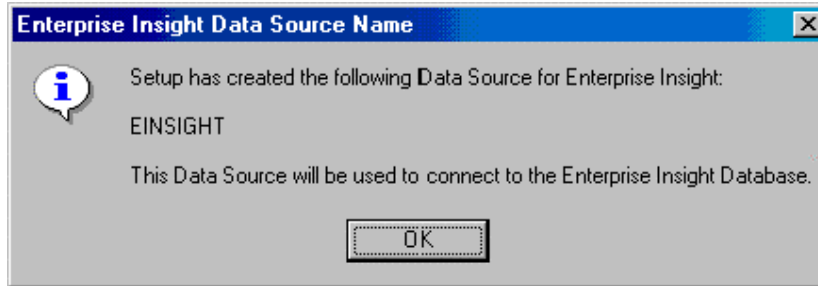 Enterprise Insight Data Source Name
Setup has created the following Data Source for Enterprise Insight:
EINSIGHT
This Data Source will be used to connect to the Enterprise Insight Database.
OK